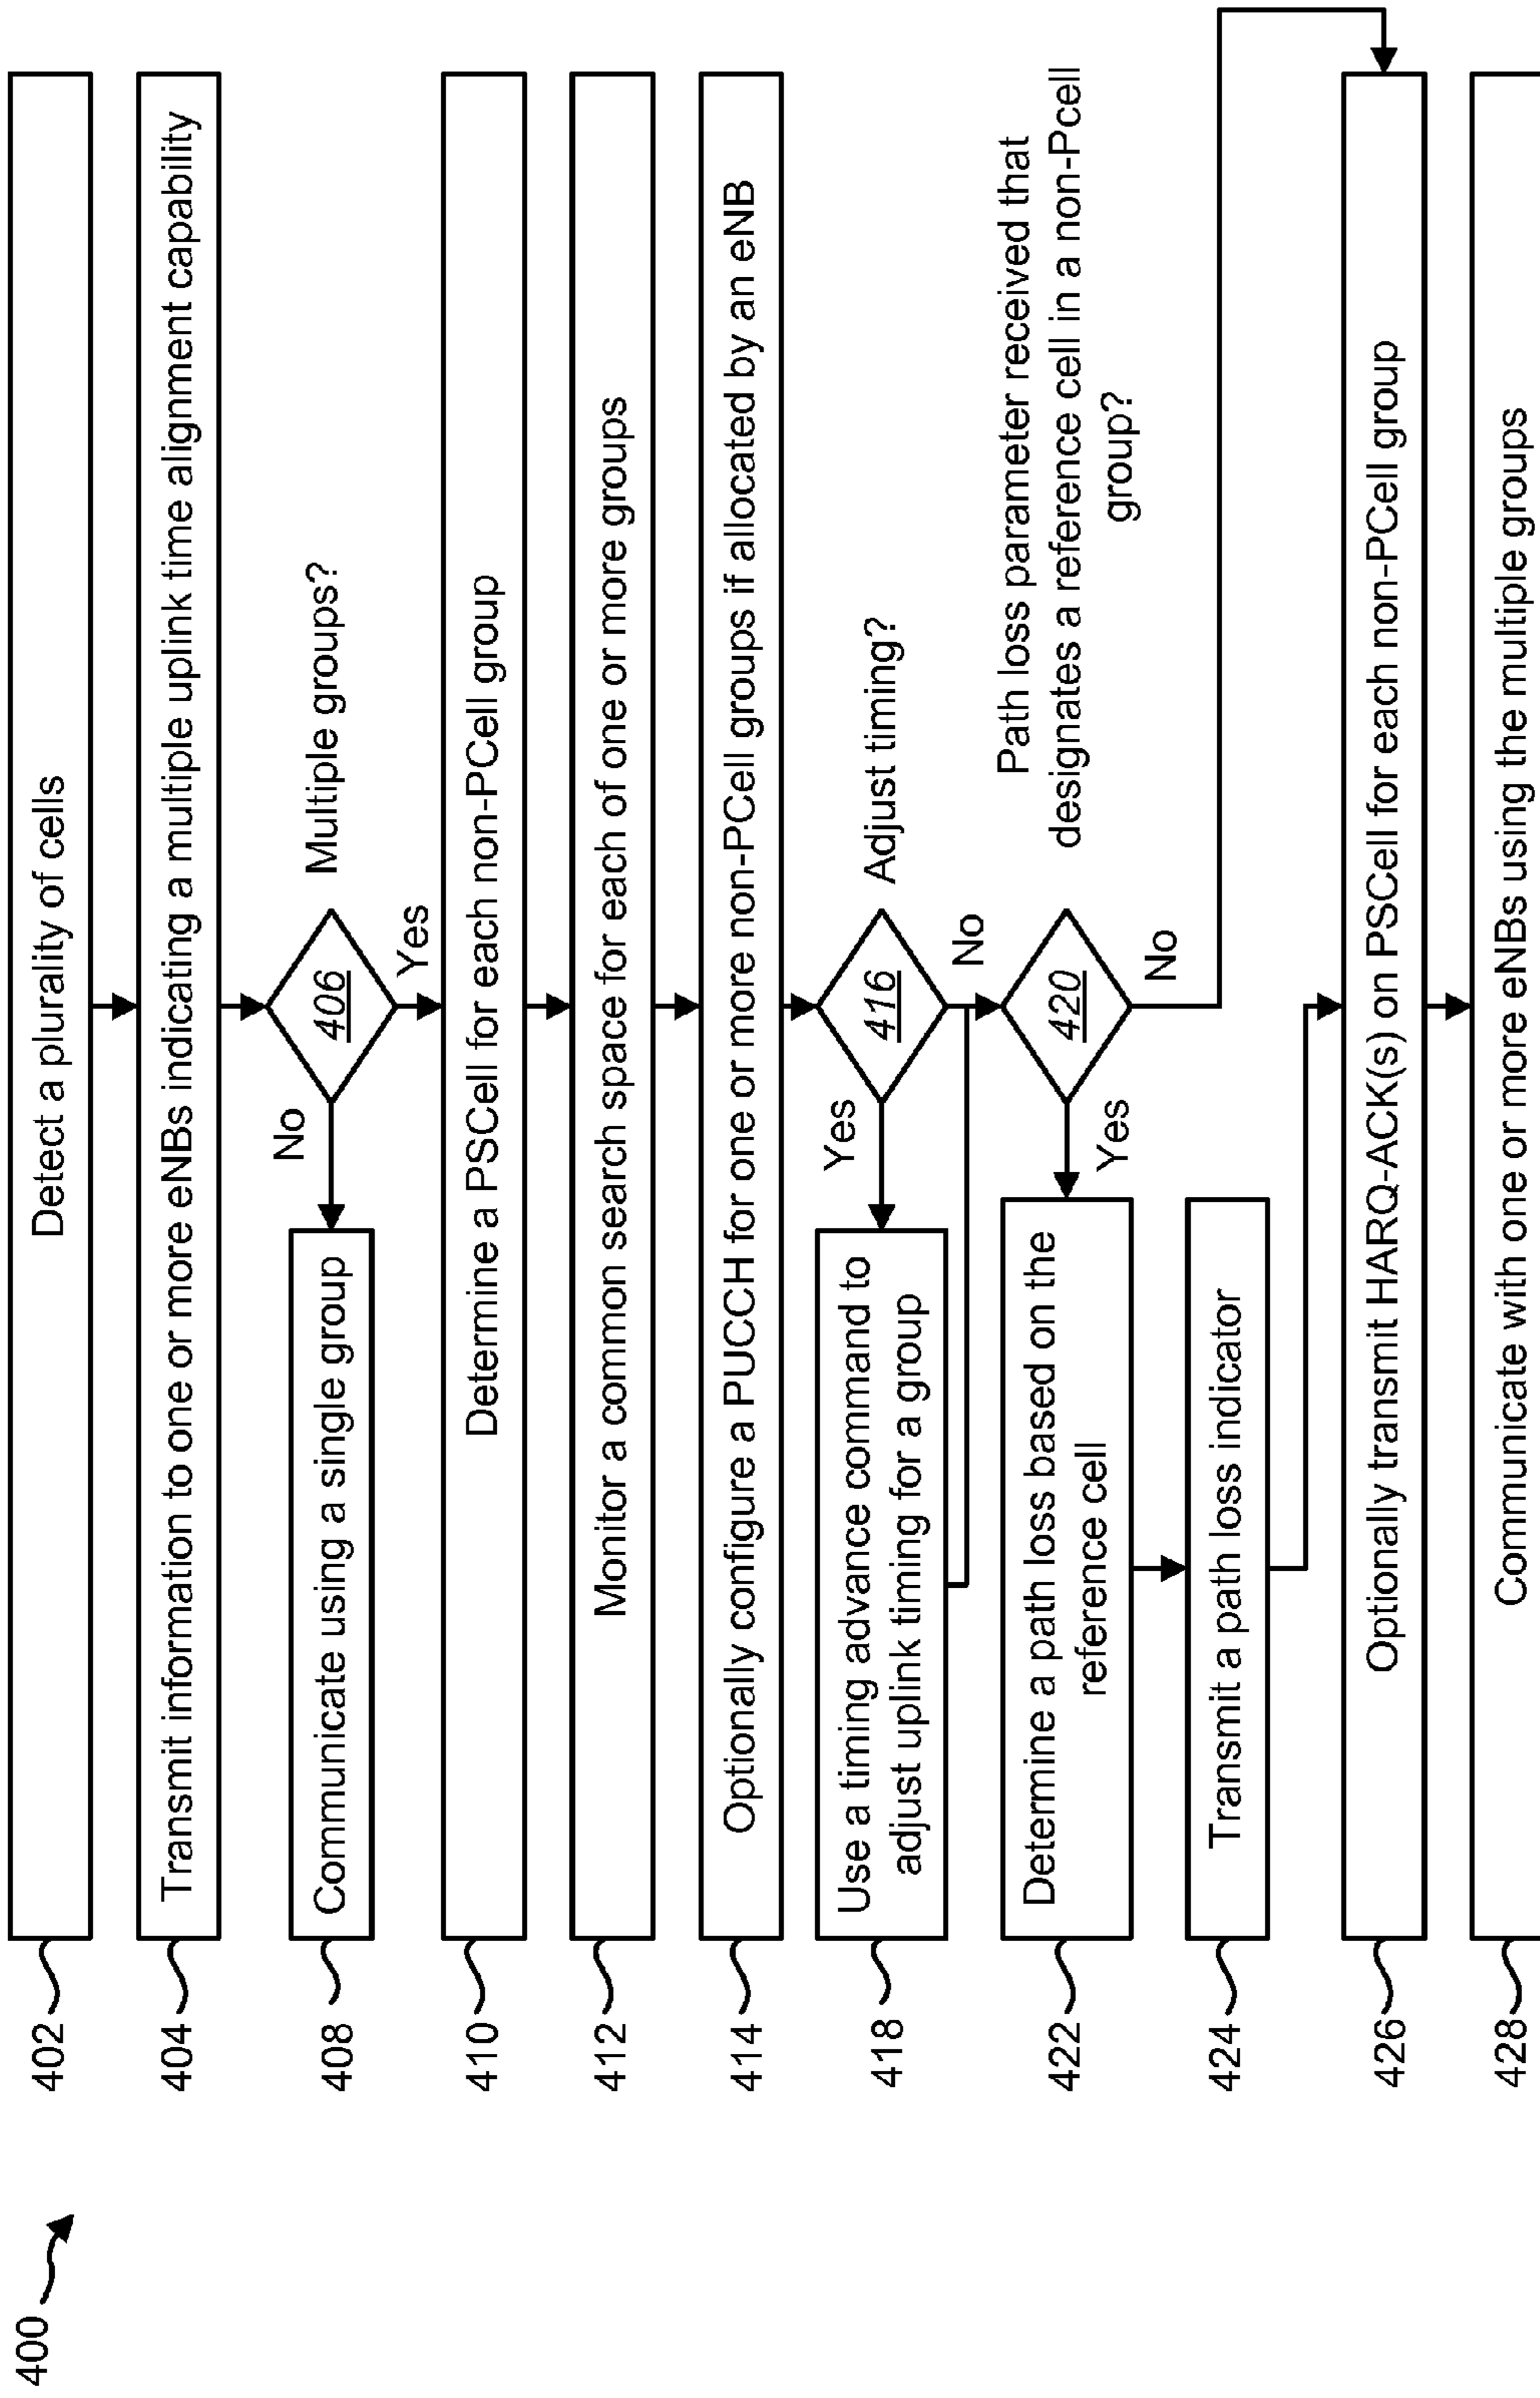 400
402
Detect a plurality of cells
404
Transmit information to one or more eNBs indicating a multiple uplink time alignment capability
406
Multiple groups?
No
Yes
408
Communicate using a single group
410
Determine a PSCell for each non-PCell group
412
Monitor a common search space for each of one or more groups
414
Optionally configure a PUCCH for one or more non-PCell groups if allocated by an eNB
416
Adjust timing?
Yes
No
418
Use a timing advance command to
adjust uplink timing for a group
420
Path loss parameter received that
designates a reference cell in a non-Pcell
group?
Yes
No
422
Determine a path loss based on the
reference cell
424
Transmit a path loss indicator
426
Optionally transmit HARQ-ACK(s) on PSCell for each non-PCell group
428
Communicate with one or more eNBs using the multiple groups